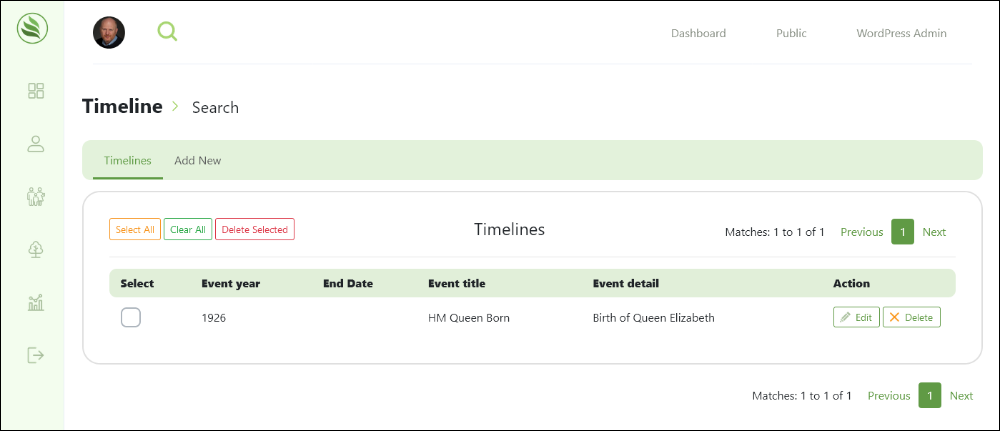 Dashboard Public WordPress Admin
Timeline Search
Timelines Add New
Select All Clear All Delete Selected Timelines Matches: 1 to 1 of 1 Previous 1 Next
Select Event year End Date Event title Event detail Action
1926 HM Queen Born Birth of Queen Elizabeth Edit Delete
Matches: 1 to 1 of 1 Previous 1 Next